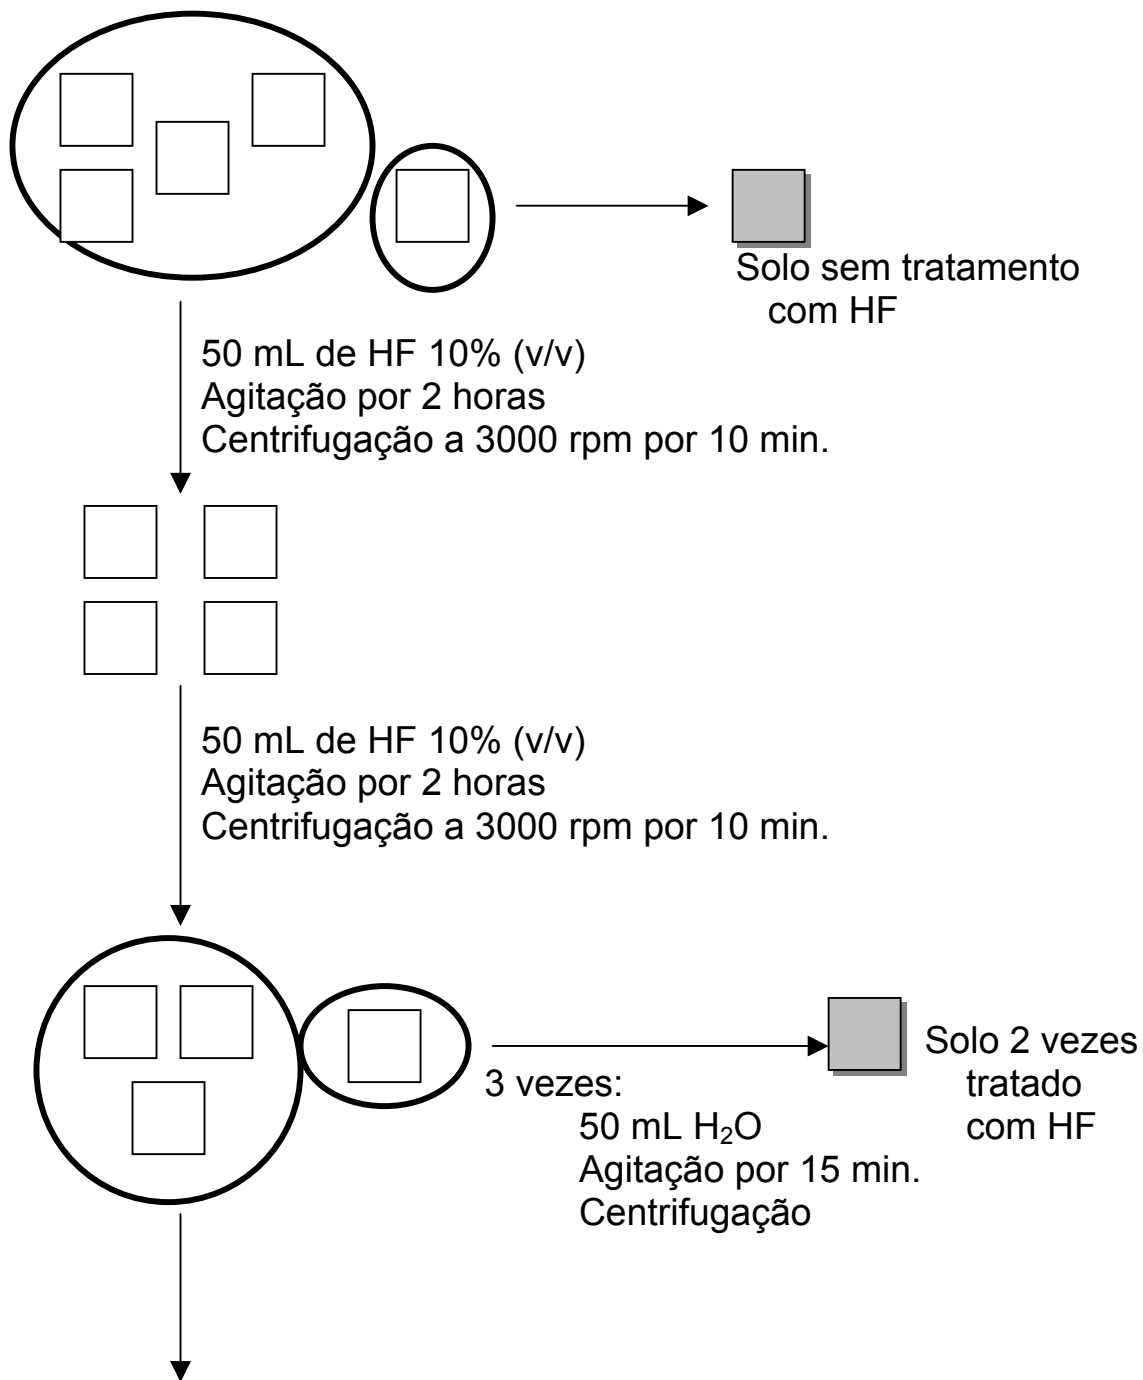 Solo sem tratamento
com HF
50 mL de HF 10% (v/v)
Agitação por 2 horas
Centrifugação a 3000 rpm por 10 min.
50 mL de HF 10% (v/v)
Agitação por 2 horas
Centrifugação a 3000 rpm por 10 min.
Solo 2 vezes
tratado
com HF
3 vezes:
50 mL H₂O
Agitação por 15 min.
Centrifugação